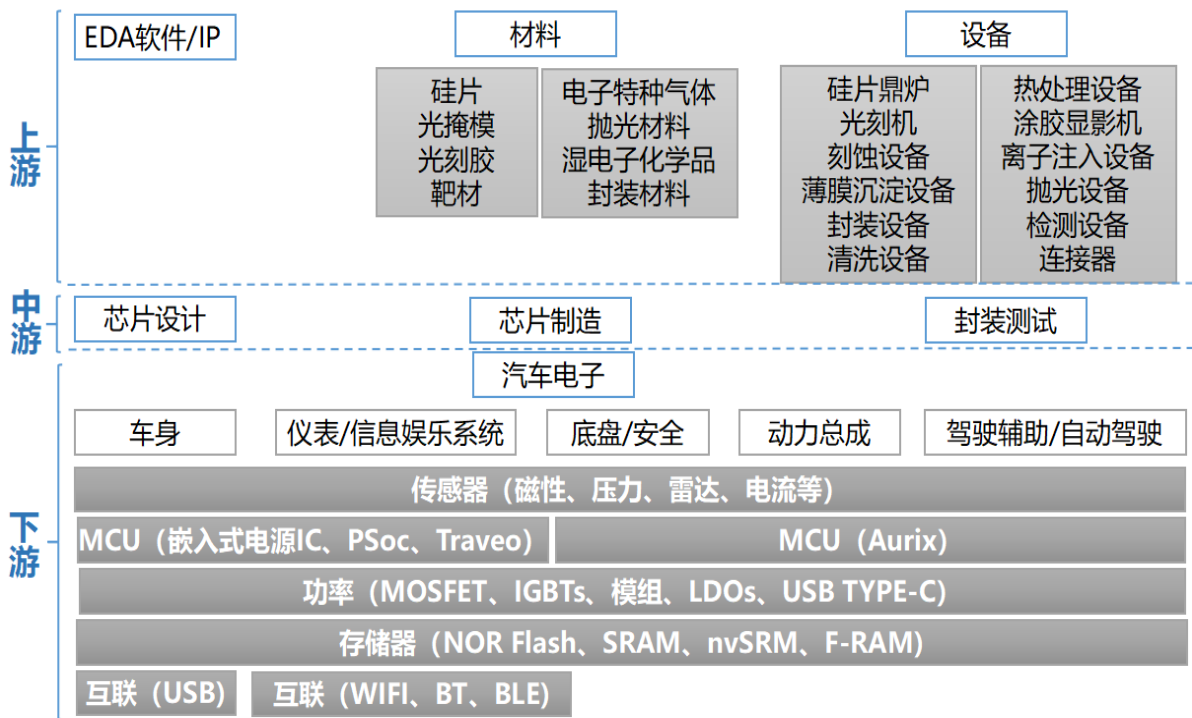 上游
EDA软件/IP
材料
硅片
光掩模
光刻胶
靶材
电子特种气体
抛光材料
湿电子化学品
封装材料
设备
硅片鼎炉
光刻机
刻蚀设备
薄膜沉淀设备
封装设备
清洗设备
热处理设备
涂胶显影机
离子注入设备
抛光设备
检测设备
连接器
中游
芯片设计
芯片制造
封装测试
下游
汽车电子
车身
仪表/信息娱乐系统
底盘/安全
动力总成
驾驶辅助/自动驾驶
传感器（磁性、压力、雷达、电流等）
MCU（嵌入式电源IC、PSoc、Traveo）
MCU（Aurix）
功率（MOSFET、IGBTs、模组、LDOs、USB TYPE-C）
存储器（NOR Flash、SRAM、nvSRM、F-RAM）
互联（USB）
互联（WIFI、BT、BLE）